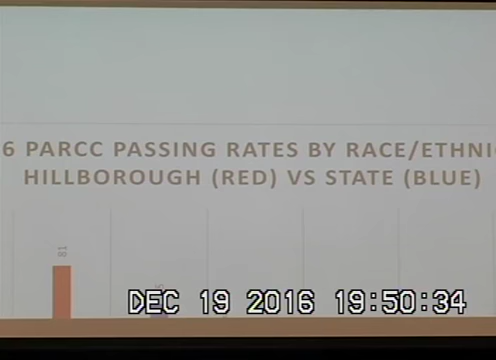 6 PARCC PASSING RATES BY RACE/ETHNI
HILLBOROUGH (RED) VS STATE (BLUE)
81
DEC 19 2016 19:50:34